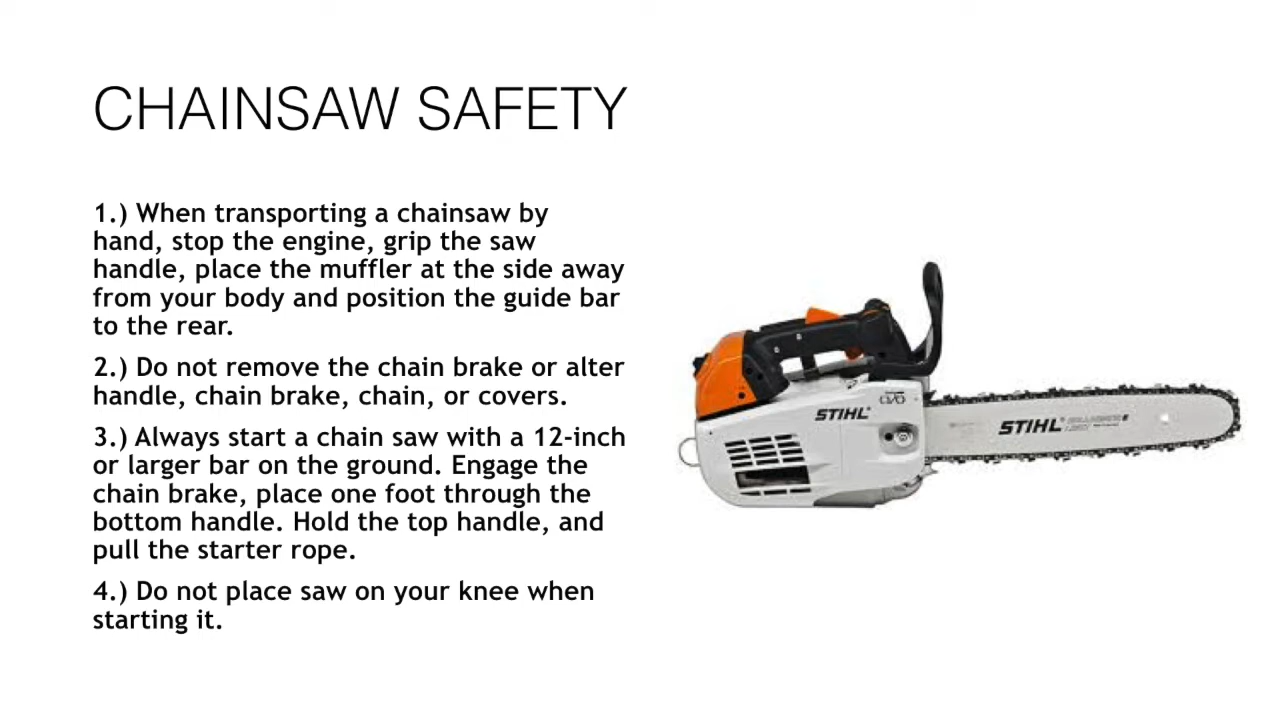 CHAINSAW SAFETY
1.) When transporting a chainsaw by
hand, stop the engine, grip the saw
handle, place the muffler at the side away
from your body and position the guide bar
to the rear.
2.) Do not remove the chain brake or alter
handle, chain brake, chain, or covers.
3.) Always start a chain saw with a 12-inch
or larger bar on the ground. Engage the
chain brake, place one foot through the
bottom handle. Hold the top handle, and
pull the starter rope.
4.) Do not place saw on your knee when
starting it.
STIHL
STIHL